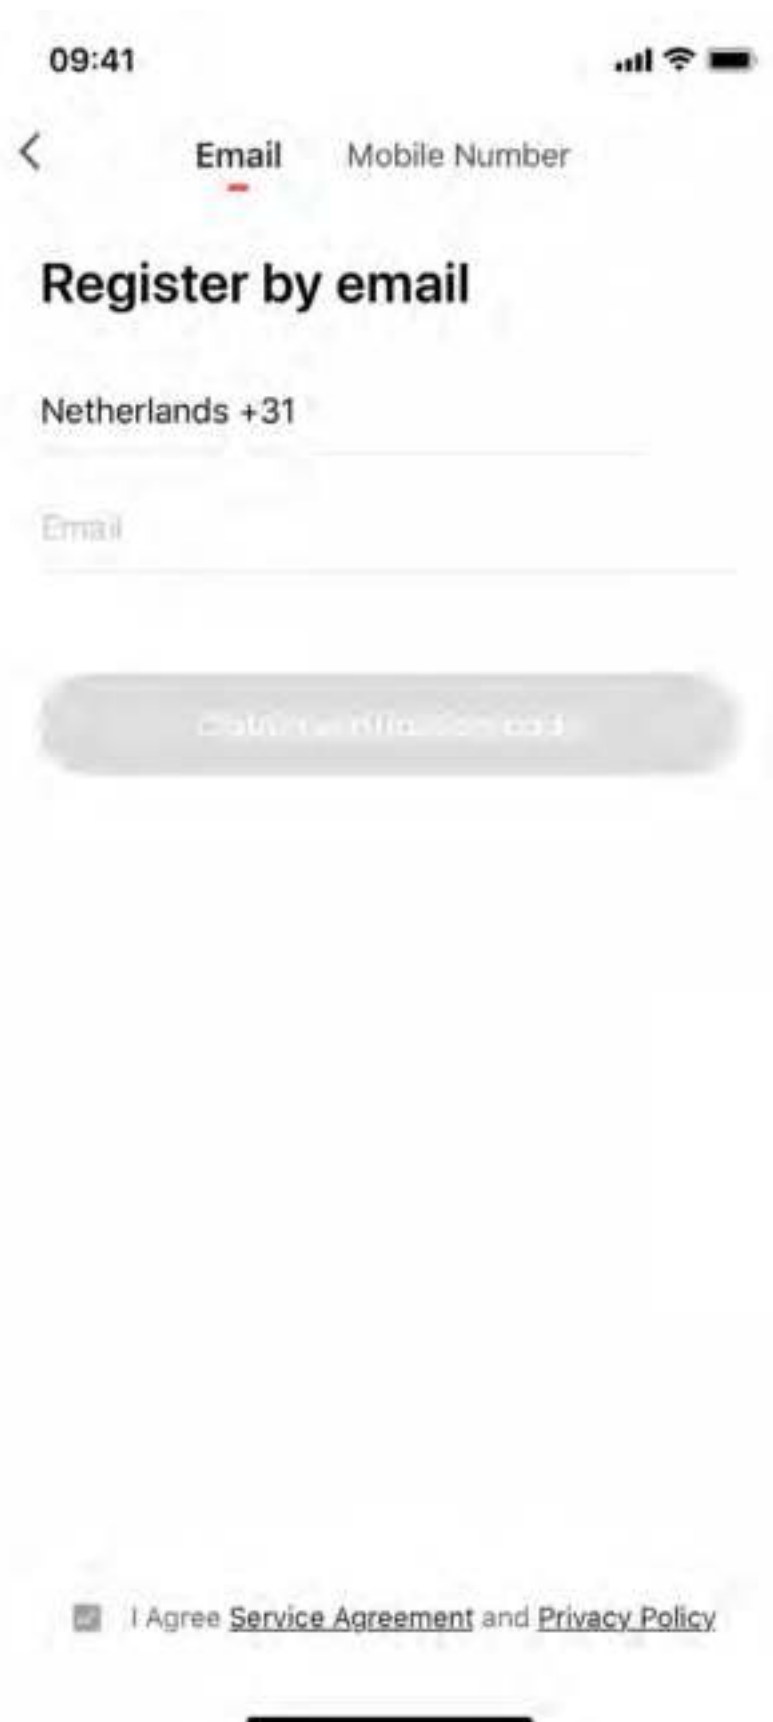 09:41
Email Mobile Number
Register by email
Netherlands +31
Email
I Agree Service Agreement and Privacy Policy